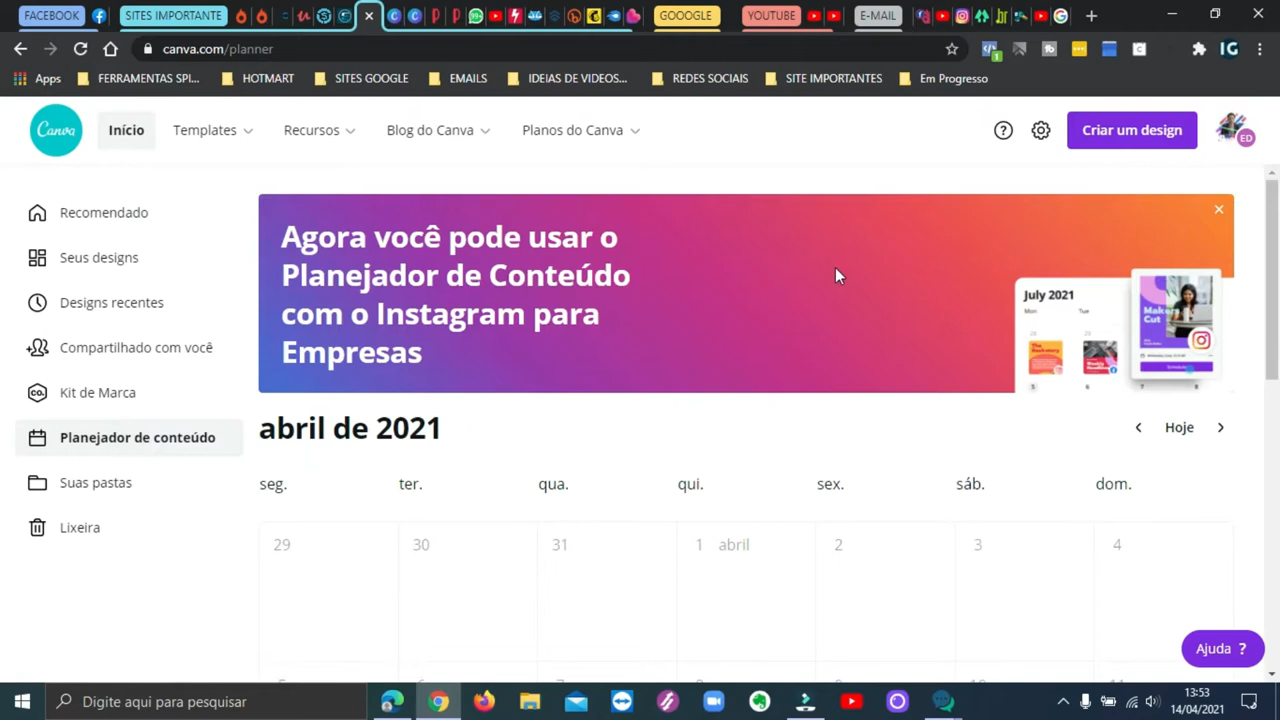 FACEBOOK
SITES IMPORTANTE
GOOOGLE
YOUTUBE
E-MAIL
canva.com/planner
Apps
FERRAMENTAS SPI...
HOTMART
SITES GOOGLE
EMAILS
IDEIAS DE VIDEOS...
REDES SOCIAIS
SITE IMPORTANTES
Em Progresso
IG
Canva
Início
Templates
Recursos
Blog do Canva
Planos do Canva
Criar um design
ED
Recomendado
Seus designs
Designs recentes
Compartilhado com você
Kit de Marca
Planejador de conteúdo
Suas pastas
Lixeira
Agora você pode usar o
Planejador de Conteúdo
com o Instagram para
Empresas
July 2021
Mon
Tue
abril de 2021
Hoje
seg.
ter.
qua.
qui.
sex.
sáb.
dom.
29
30
31
1 abril
2
3
4
Ajuda ?
Digite aqui para pesquisar
13:53
14/04/2021